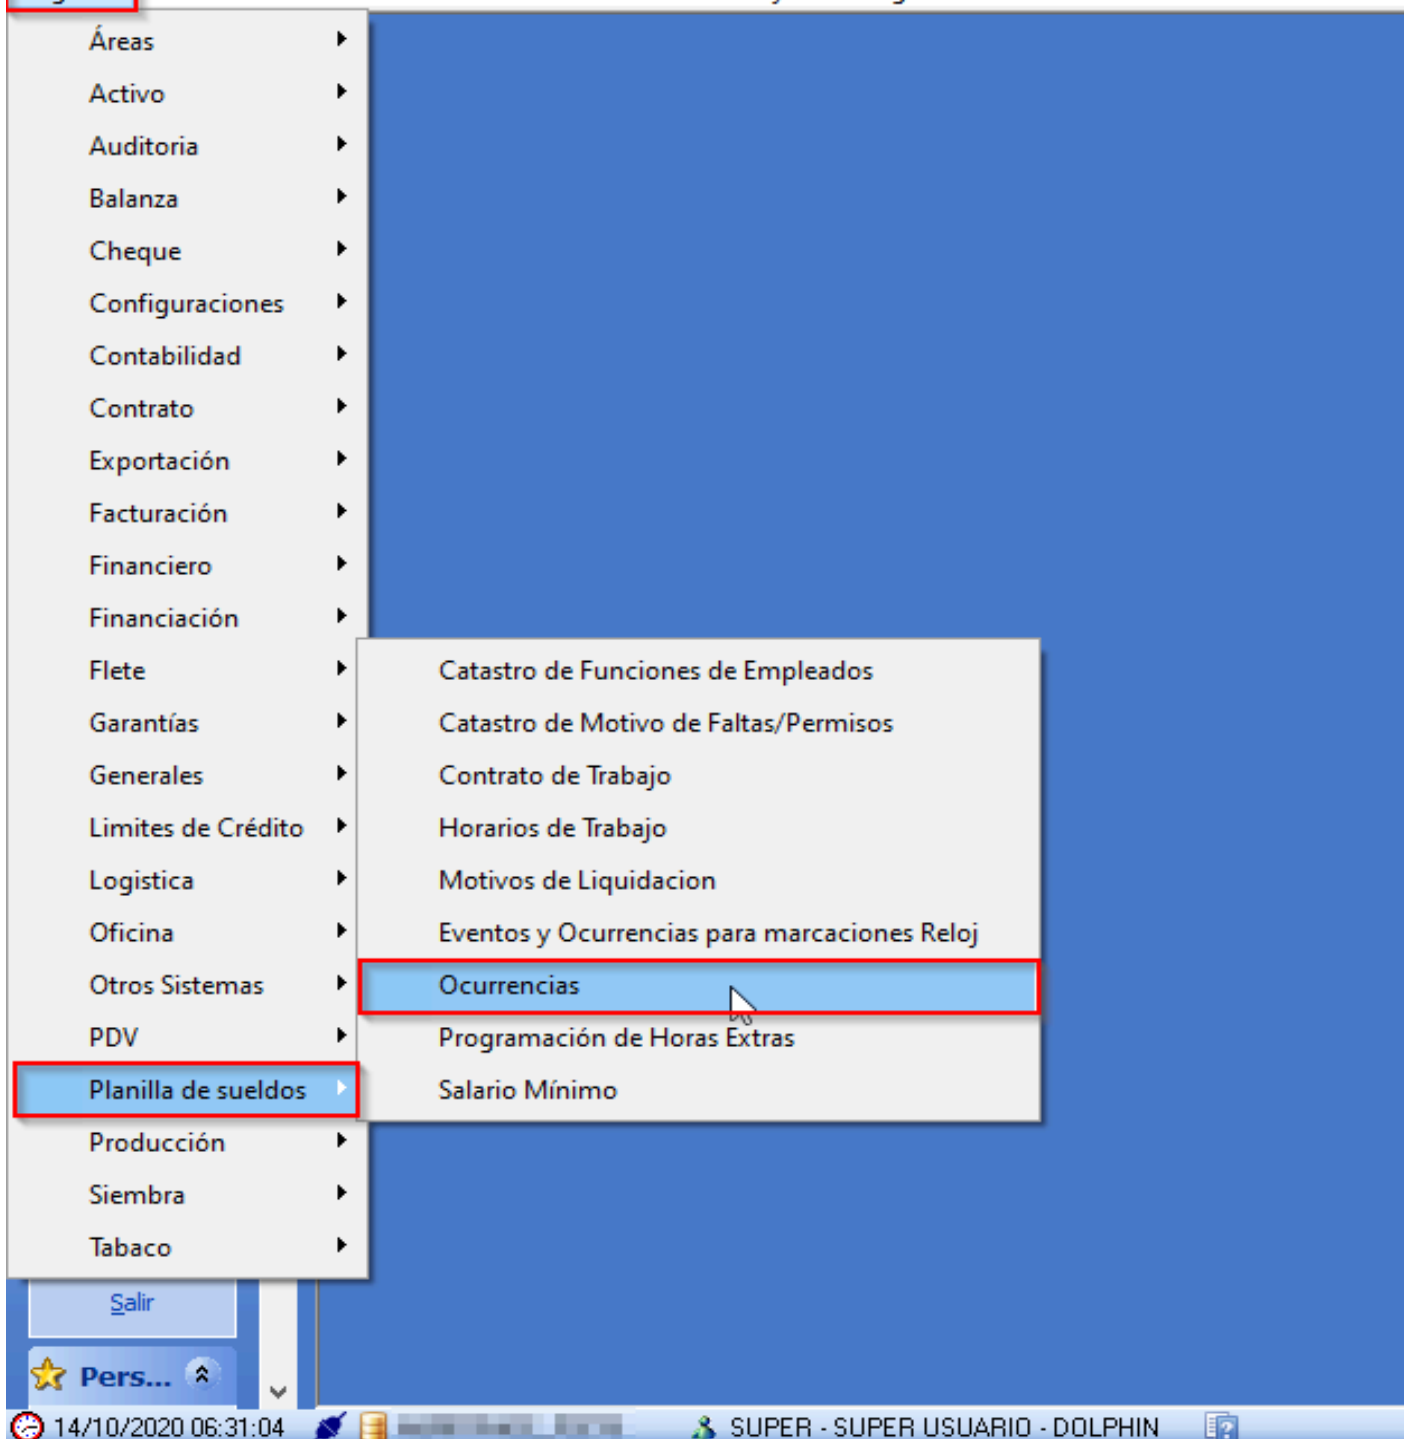 Áreas
Activo
Auditoria
Balanza
Cheque
Configuraciones
Contabilidad
Contrato
Exportación
Facturación
Financiero
Financiación
Flete
Garantías
Generales
Limites de Crédito
Logistica
Oficina
Otros Sistemas
PDV
Planilla de sueldos
Producción
Siembra
Tabaco
Catastro de Funciones de Empleados
Catastro de Motivo de Faltas/Permisos
Contrato de Trabajo
Horarios de Trabajo
Motivos de Liquidacion
Eventos y Ocurrencias para marcaciones Reloj
Ocurrencias
Programación de Horas Extras
Salario Mínimo
Salir
Pers...
14/10/2020 06:31:04 SUPER - SUPER USUARIO - DOLPHIN